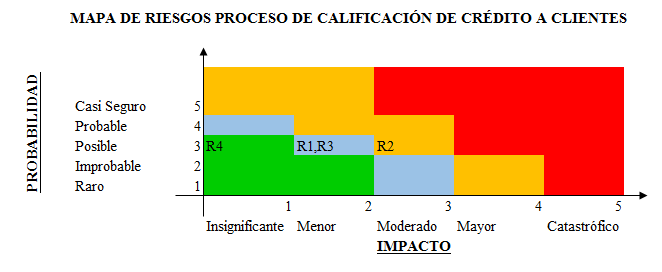 MAPA DE RIESGOS PROCESO DE CALIFICACIÓN DE CRÉDITO A CLIENTES
PROBABILIDAD
Casi Seguro 5
Probable 4
Posible 3 R4 R1,R3 R2
Improbable 2
Raro 1
1 2 3 4 5
Insignificante Menor Moderado Mayor Catastrófico
IMPACTO